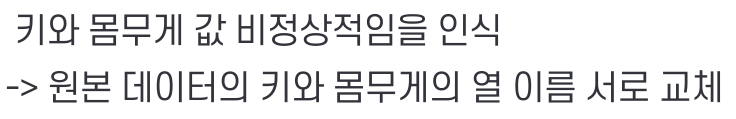 키와 몸무게 값 비정상적임을 인식
-> 원본 데이터의 키와 몸무게의 열 이름 서로 교체